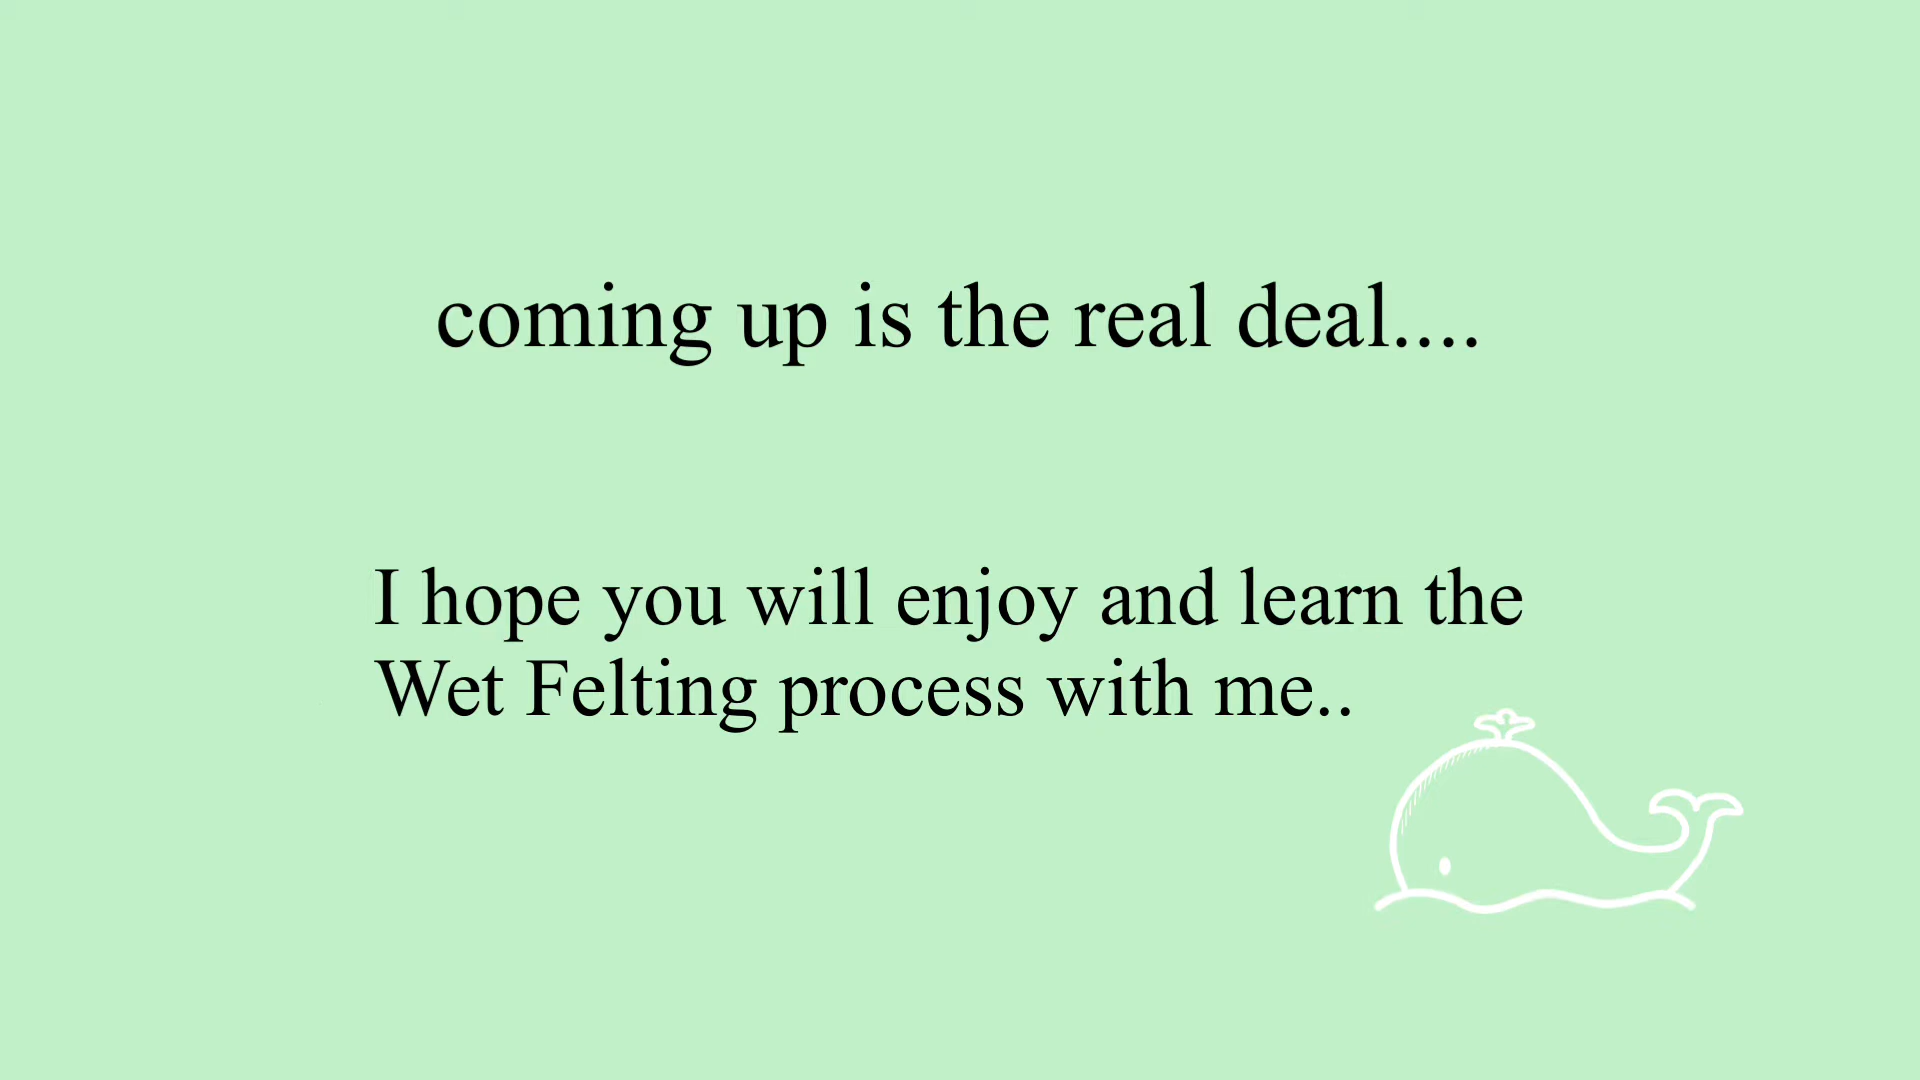 coming up is the real deal....
I hope you will enjoy and learn the
Wet Felting process with me..